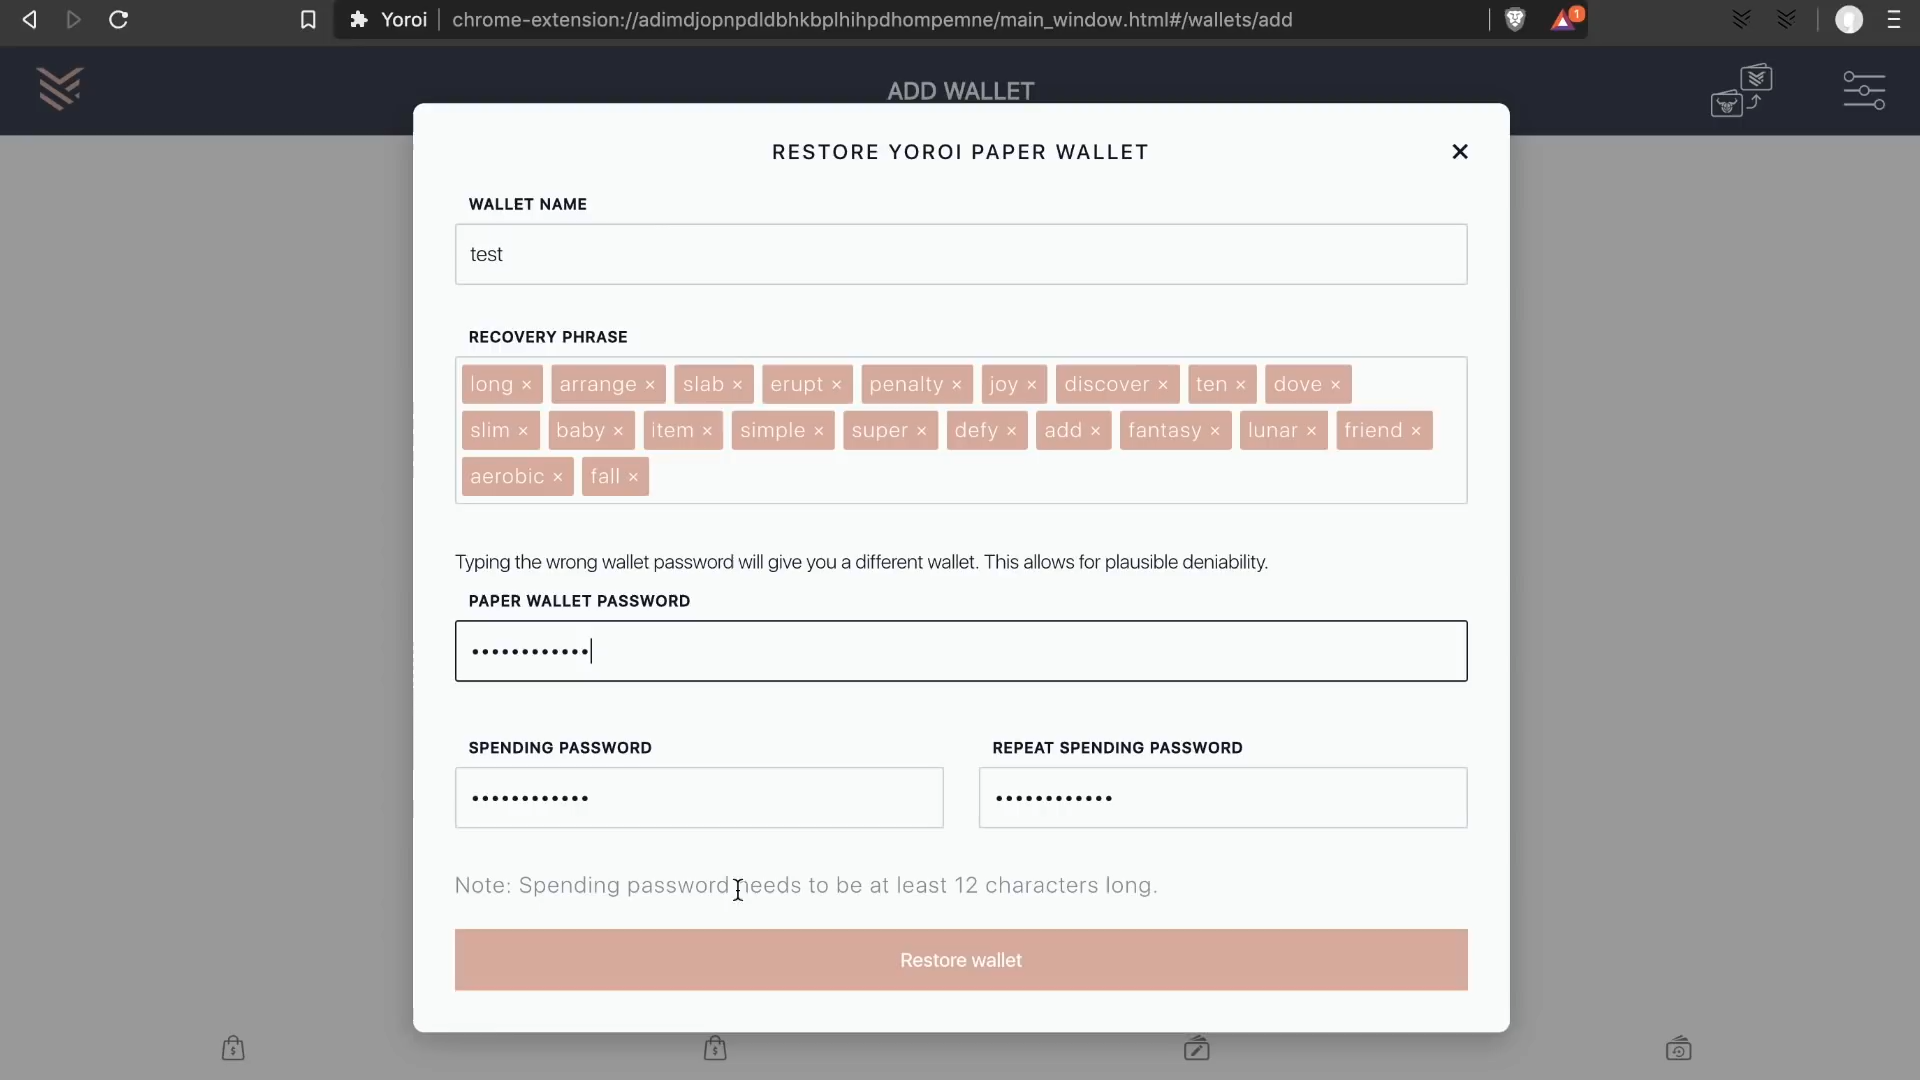 Yoroi | chrome-extension://adimdjopnpdldbhkbplhihpdhompemne/main_window.html#/wallets/add
1
ADD WALLET
RESTORE YOROI PAPER WALLET
WALLET NAME
test
RECOVERY PHRASE
long × arrange × slab × erupt × penalty × joy × discover × ten × dove ×
slim × baby × item × simple × super × defy × add × fantasy × lunar × friend ×
aerobic × fall ×
Typing the wrong wallet password will give you a different wallet. This allows for plausible deniability.
PAPER WALLET PASSWORD
••••••••••••
SPENDING PASSWORD REPEAT SPENDING PASSWORD
•••••••••••• ••••••••••••
Note: Spending password needs to be at least 12 characters long.
Restore wallet